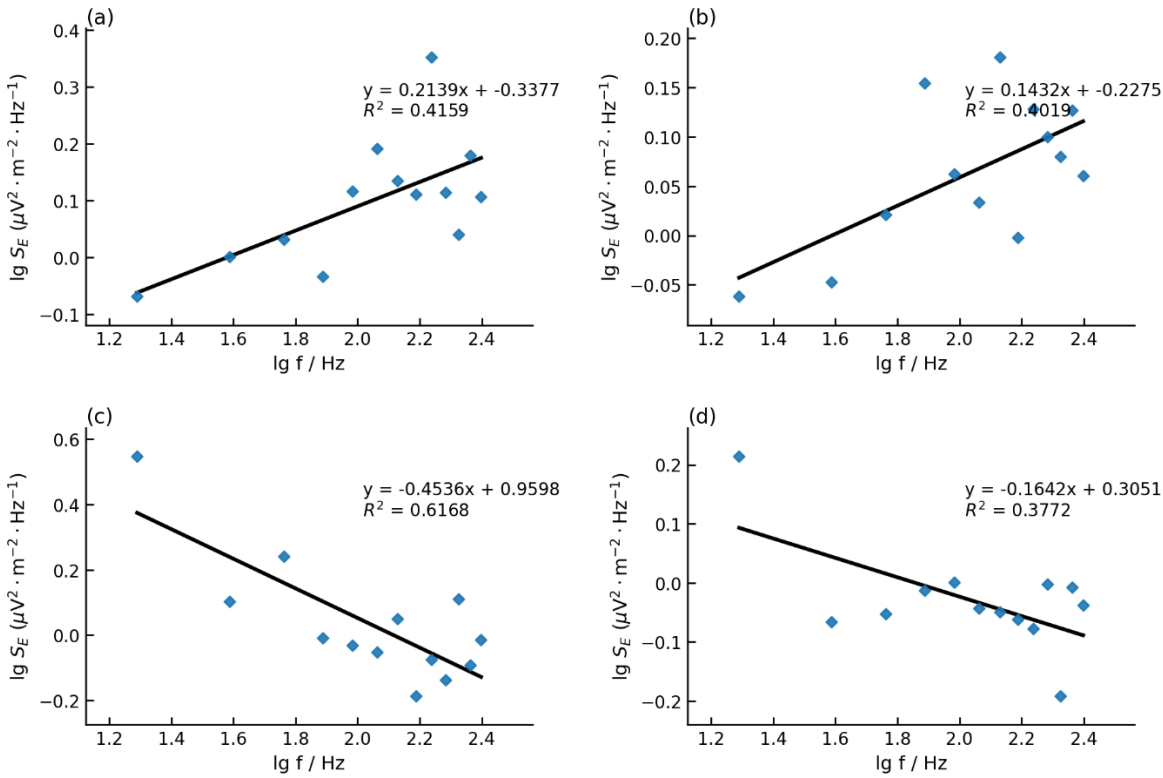 (a)
0.4
0.3
0.2
0.1
0.0
−0.1
lg S_E (μV² · m⁻² · Hz⁻¹)
y = 0.2139x + -0.3377
R² = 0.4159
1.2 1.4 1.6 1.8 2.0 2.2 2.4
lg f / Hz
(b)
0.20
0.15
0.10
0.05
0.00
−0.05
lg S_E (μV² · m⁻² · Hz⁻¹)
y = 0.1432x + -0.2275
R² = 0.4019
1.2 1.4 1.6 1.8 2.0 2.2 2.4
lg f / Hz
(c)
0.6
0.4
0.2
0.0
−0.2
lg S_E (μV² · m⁻² · Hz⁻¹)
y = -0.4536x + 0.9598
R² = 0.6168
1.2 1.4 1.6 1.8 2.0 2.2 2.4
lg f / Hz
(d)
0.2
0.1
0.0
−0.1
−0.2
lg S_E (μV² · m⁻² · Hz⁻¹)
y = -0.1642x + 0.3051
R² = 0.3772
1.2 1.4 1.6 1.8 2.0 2.2 2.4
lg f / Hz